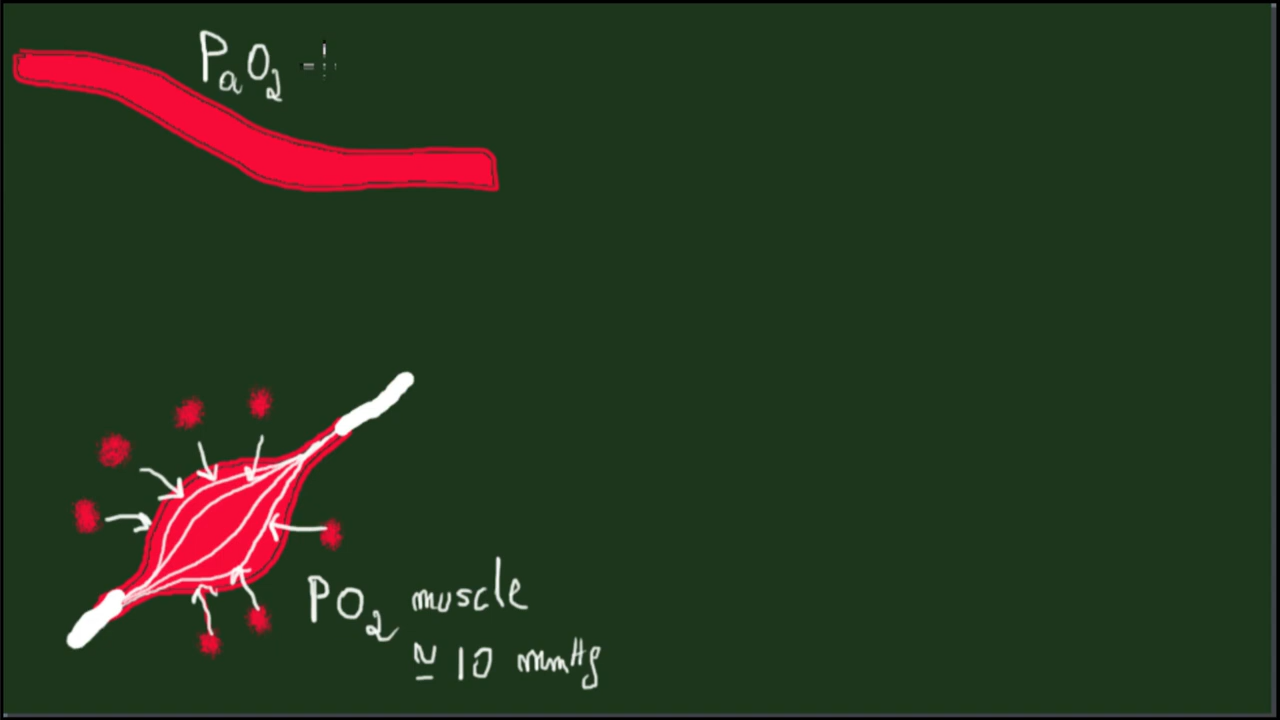 PaO2 =
PO2 muscle
≅ 10 mmHg